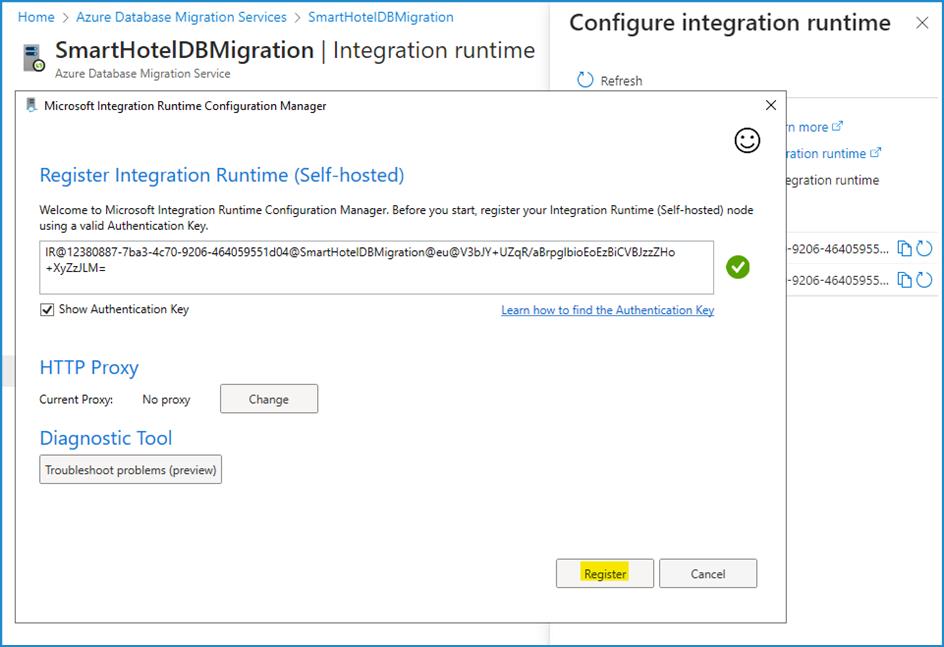 Home > Azure Database Migration Services > SmartHotelDBMigration
SmartHotelDBMigration | Integration runtime
Azure Database Migration Service
Configure integration runtime
Refresh
rn more
ration runtime
egration runtime
-9206-46405955...
-9206-46405955...
Microsoft Integration Runtime Configuration Manager
Register Integration Runtime (Self-hosted)
Welcome to Microsoft Integration Runtime Configuration Manager. Before you start, register your Integration Runtime (Self-hosted) node
using a valid Authentication Key.
IR@12380887-7ba3-4c70-9206-464059551d04@SmartHotelDBMigration@eu@V3bJY+UZqR/aBrpgIbioEoEzBiCVBJzzZHo
+XyZzJLM=
Show Authentication Key
Learn how to find the Authentication Key
HTTP Proxy
Current Proxy: No proxy Change
Diagnostic Tool
Troubleshoot problems (preview)
Register Cancel